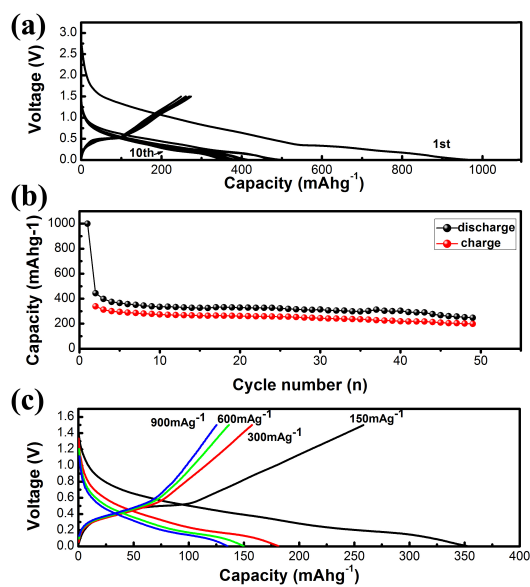 (a)
3.0
2.5
2.0
1.5
1.0
0.5
0.0
Voltage (V)
1st
10th
0 200 400 600 800 1000
Capacity (mAhg⁻¹)
(b)
1000
800
600
400
200
0
Capacity (mAhg-1)
discharge
charge
0 10 20 30 40 50
Cycle number (n)
(c)
1.6
1.4
1.2
1.0
0.8
0.6
0.4
0.2
0.0
Voltage (V)
900mAg⁻¹ 600mAg⁻¹ 150mAg⁻¹
300mAg⁻¹
0 50 100 150 200 250 300 350 400
Capacity (mAhg⁻¹)